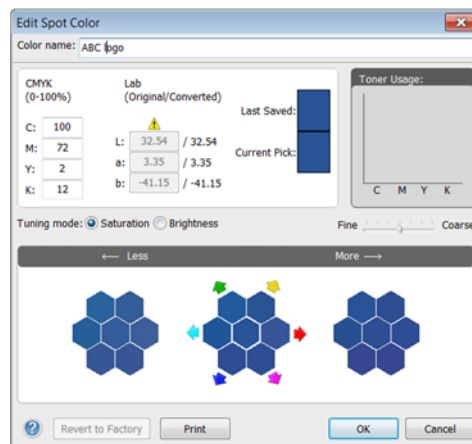 Edit Spot Color
Color name: ABC logo
CMYK
(0-100%)
Lab
(Original/Converted)
C: 100
M: 72
Y: 2
K: 12
L: 32.54 / 32.54
a: 3.35 / 3.35
b: -41.15 / -41.15
Last Saved:
Current Pick:
Toner Usage:
C M Y K
Tuning mode: Saturation Brightness
Fine Coarse
← Less More →
? Revert to Factory Print OK Cancel